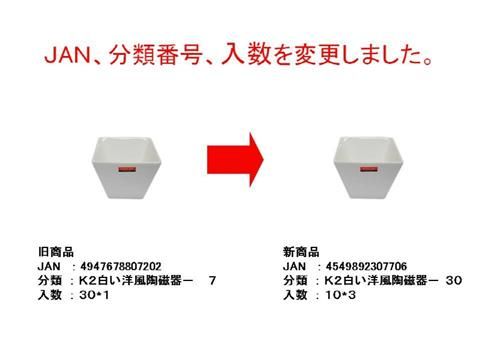 JAN、分類番号、入数を変更しました。
旧商品
JAN ：4947678807202
分類 ：K2白い洋風陶磁器ー 7
入数 ：30*1
新商品
JAN ：4549892307706
分類 ：K2白い洋風陶磁器ー 30
入数 ：10*3